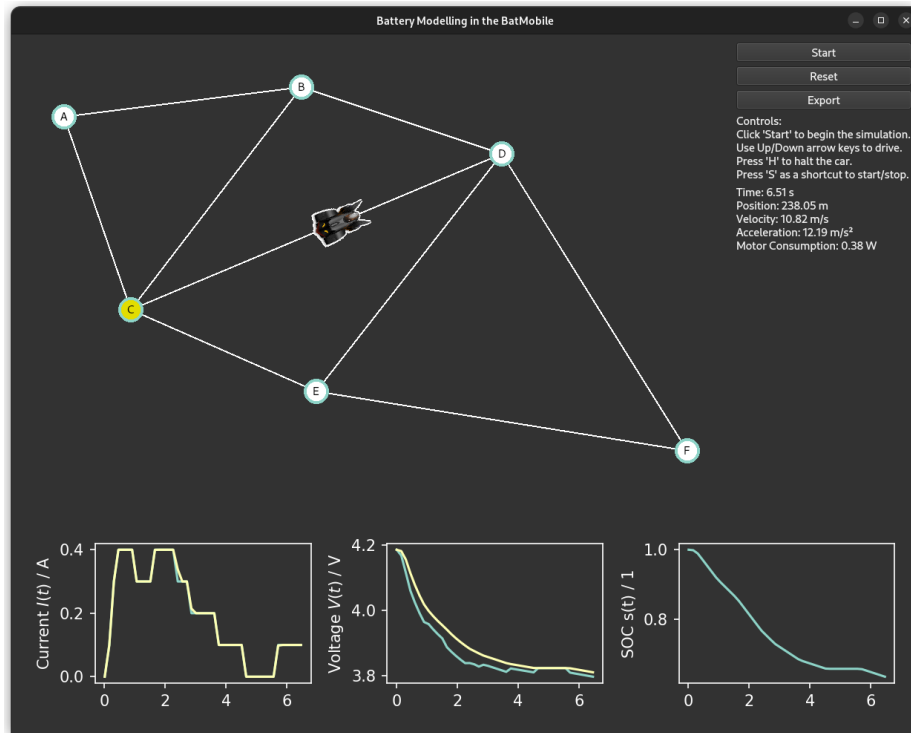 Battery Modelling in the BatMobile
Start
Reset
Export
Controls:
Click 'Start' to begin the simulation.
Use Up/Down arrow keys to drive.
Press 'H' to halt the car.
Press 'S' as a shortcut to start/stop.
Time: 6.51 s
Position: 238.05 m
Velocity: 10.82 m/s
Acceleration: 12.19 m/s²
Motor Consumption: 0.38 W
A
B
D
C
E
F
Current I(t) / A
0.4
0.2
0.0
0 2 4 6
Voltage V(t) / V
4.2
4.0
3.8
0 2 4 6
SOC s(t) / 1
1.0
0.8
0 2 4 6